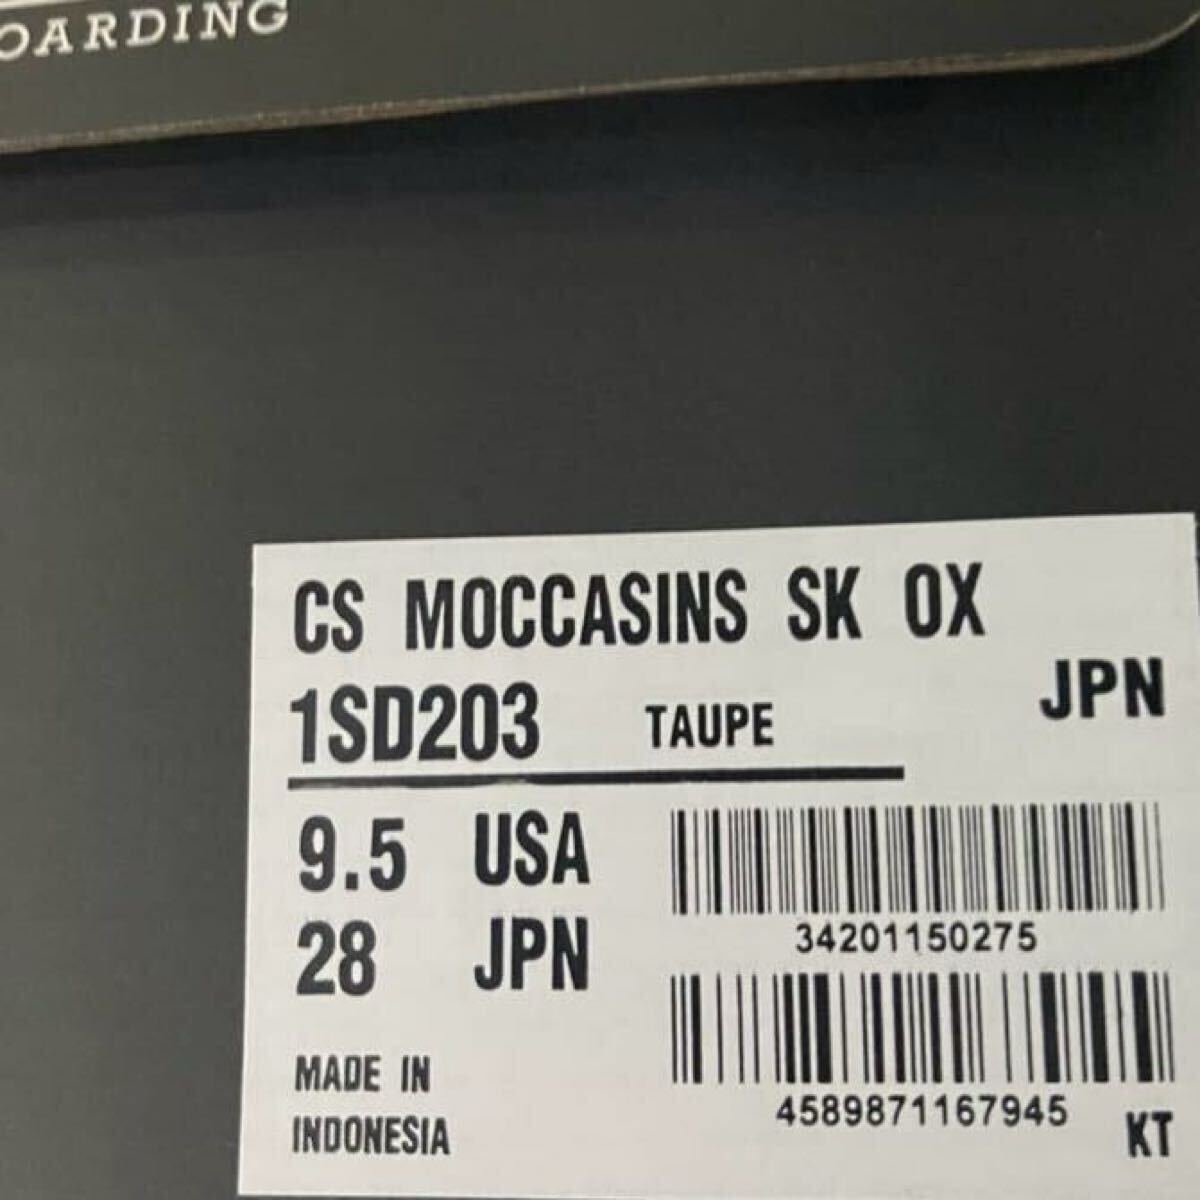 OARDING
CS MOCCASINS SK OX
1SD203 TAUPE JPN
9.5 USA
34201150275
28 JPN
4589871167945
MADE IN
INDONESIA
KT